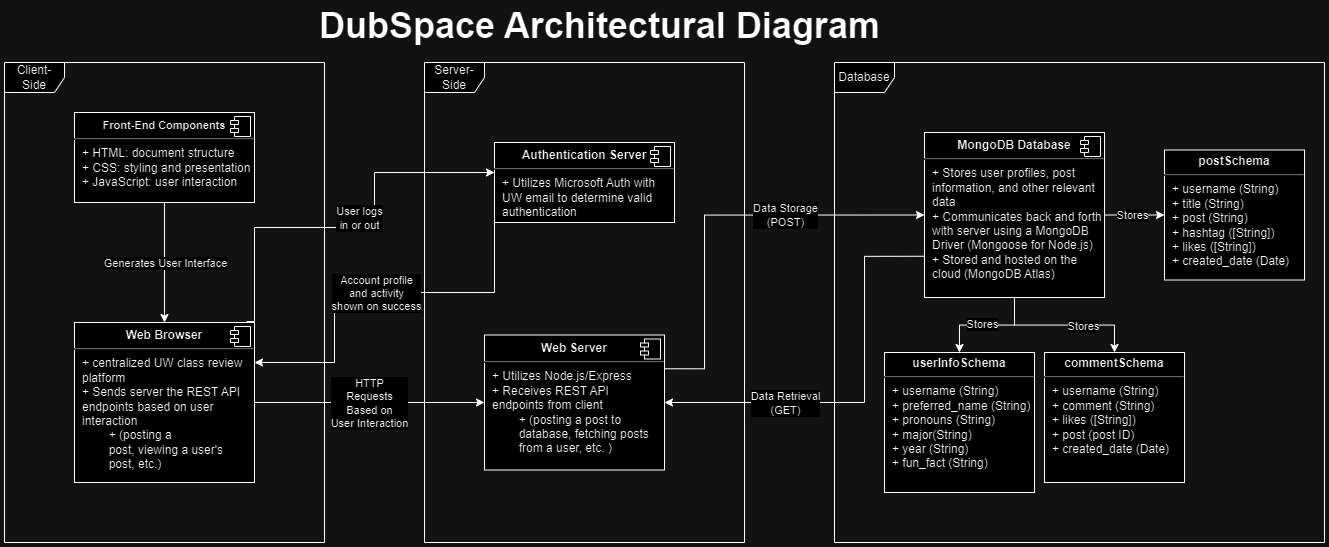 DubSpace Architectural Diagram
Client-
Side
Front-End Components
+ HTML: document structure
+ CSS: styling and presentation
+ JavaScript: user interaction
Generates User Interface
Web Browser
+ centralized UW class review
platform
+ Sends server the REST API
endpoints based on user
interaction
+ (posting a
post, viewing a user's
post, etc.)
User logs
in or out
Account profile
and activity
shown on success
HTTP
Requests
Based on
User Interaction
Server-
Side
Authentication Server
+ Utilizes Microsoft Auth with
UW email to determine valid
authentication
Web Server
+ Utilizes Node.js/Express
+ Receives REST API
endpoints from client
+ (posting a post to
database, fetching posts
from a user, etc. )
Data Storage
(POST)
Data Retrieval
(GET)
Database
MongoDB Database
+ Stores user profiles, post
information, and other relevant
data
+ Communicates back and forth
with server using a MongoDB
Driver (Mongoose for Node.js)
+ Stored and hosted on the
cloud (MongoDB Atlas)
Stores
postSchema
+ username (String)
+ title (String)
+ post (String)
+ hashtag ([String])
+ likes ([String])
+ created_date (Date)
Stores
Stores
userInfoSchema
+ username (String)
+ preferred_name (String)
+ pronouns (String)
+ major(String)
+ year (String)
+ fun_fact (String)
commentSchema
+ username (String)
+ comment (String)
+ likes ([String])
+ post (post ID)
+ created_date (Date)